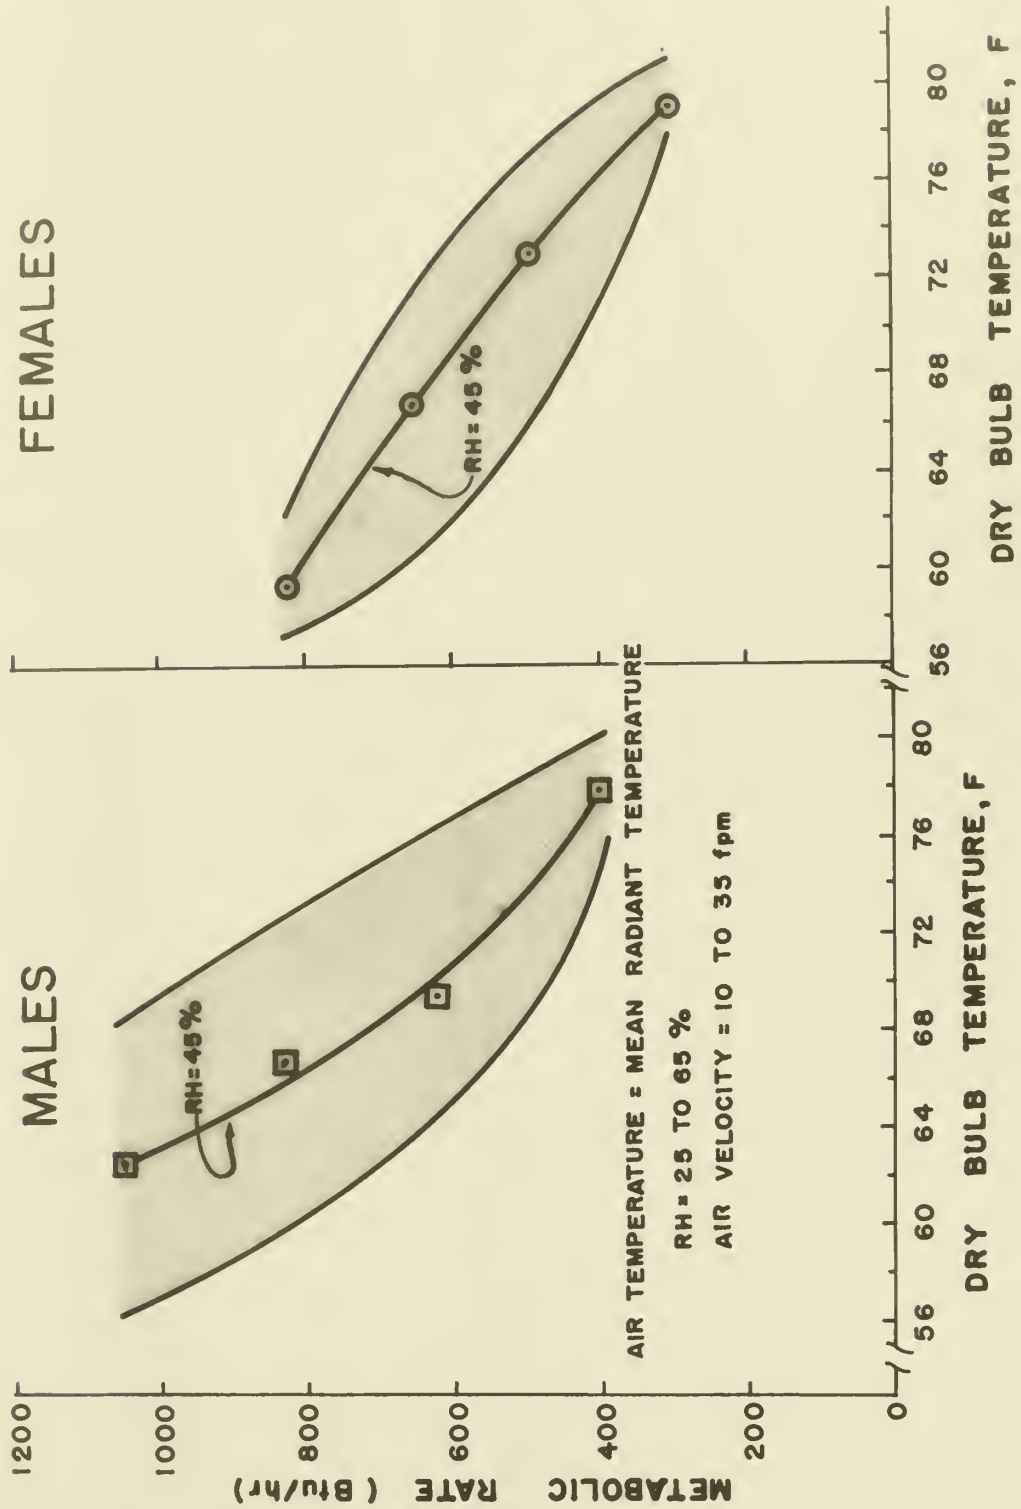 MALES
FEMALES
METABOLIC RATE (Btu/hr)
1200
1000
800
600
400
200
0
RH=45%
RH=45%
AIR TEMPERATURE = MEAN RADIANT TEMPERATURE
RH = 25 TO 65 %
AIR VELOCITY = 10 TO 35 fpm
56 60 64 68 72 76 80
DRY BULB TEMPERATURE, F
56 60 64 68 72 76 80
DRY BULB TEMPERATURE, F